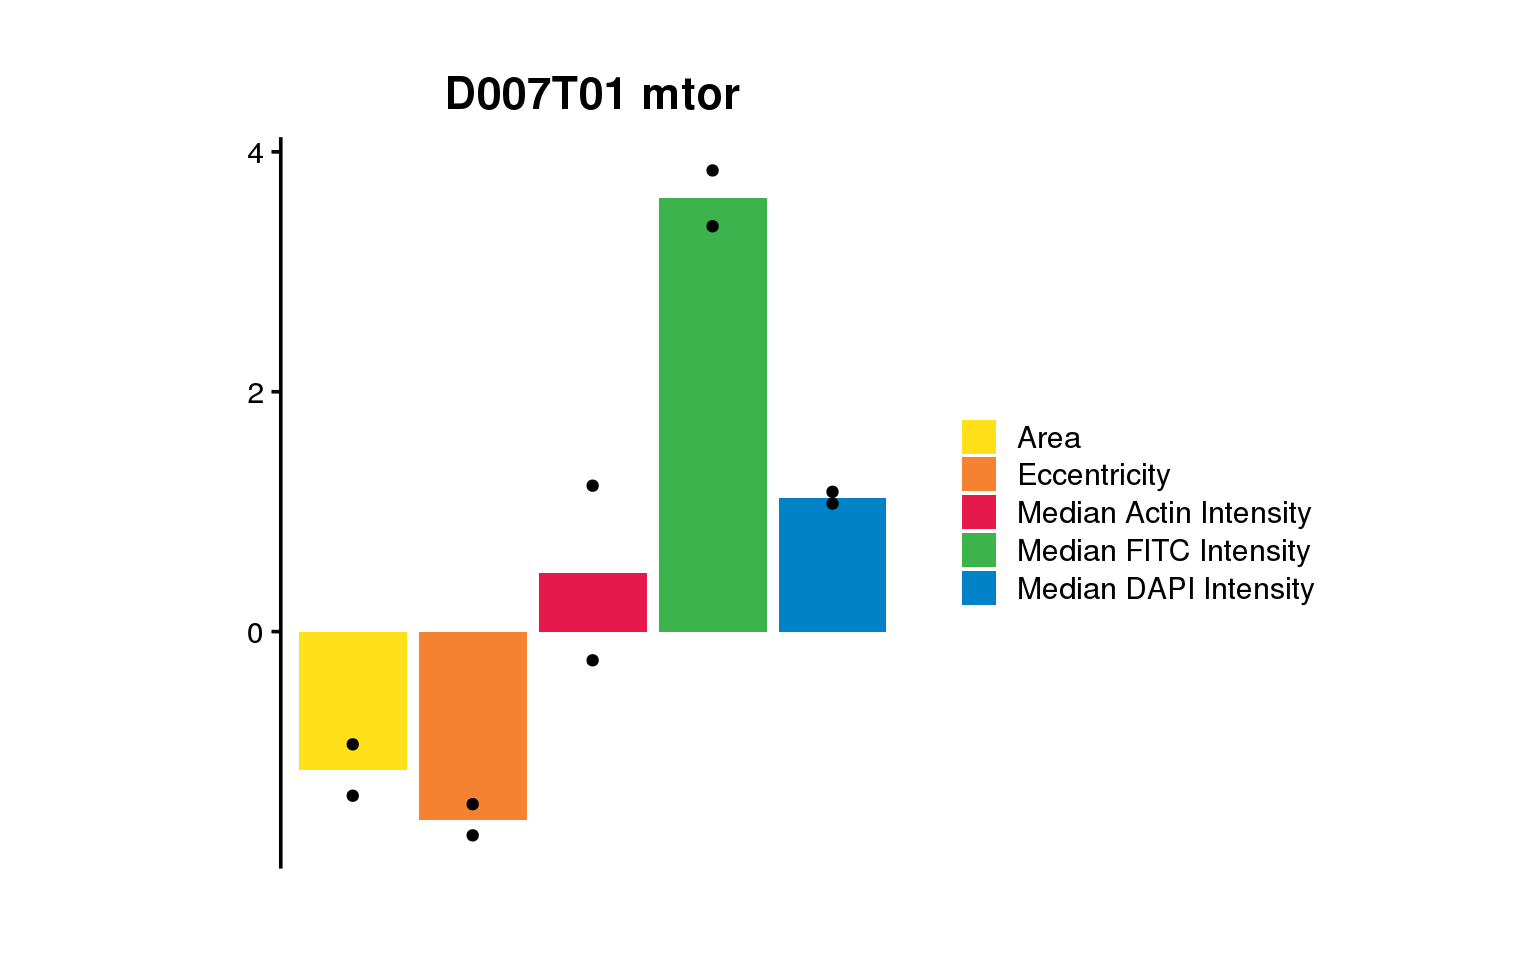 D007T01 mtor
4
2
0
Area
Eccentricity
Median Actin Intensity
Median FITC Intensity
Median DAPI Intensity